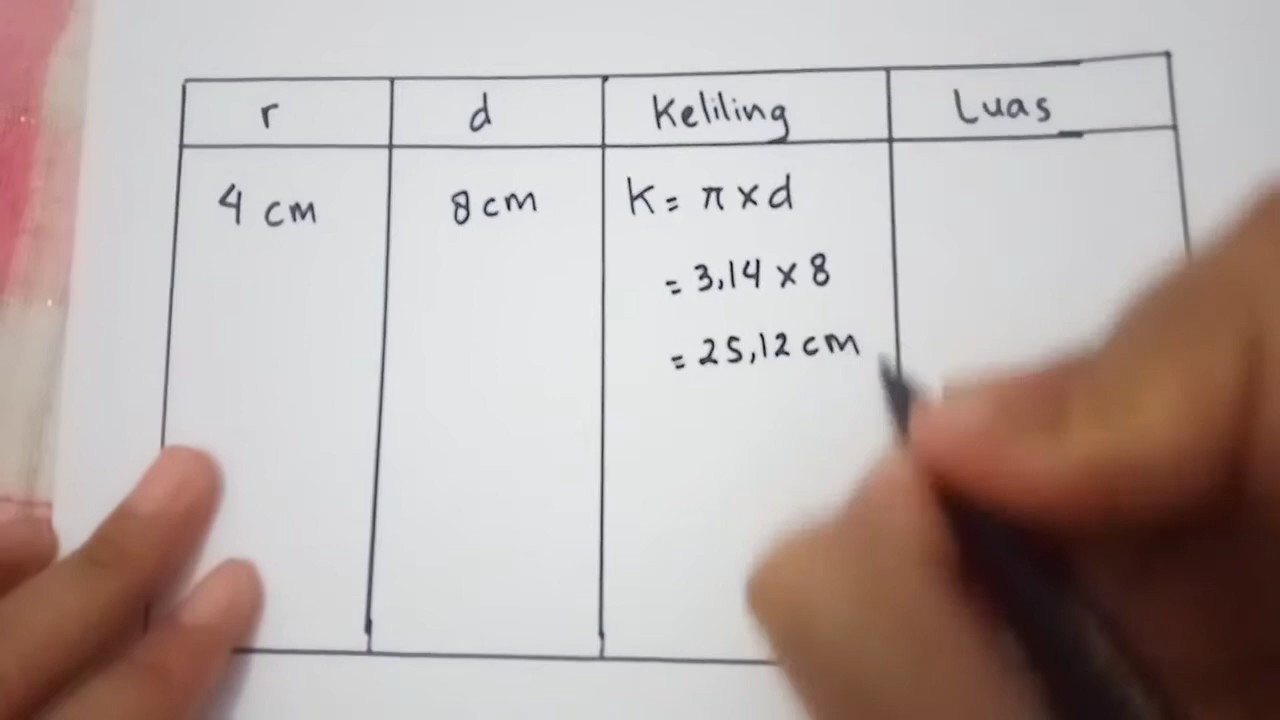 r d Keliling Luas
4 cm 8 cm K = π x d
= 3,14 x 8
= 25,12 cm